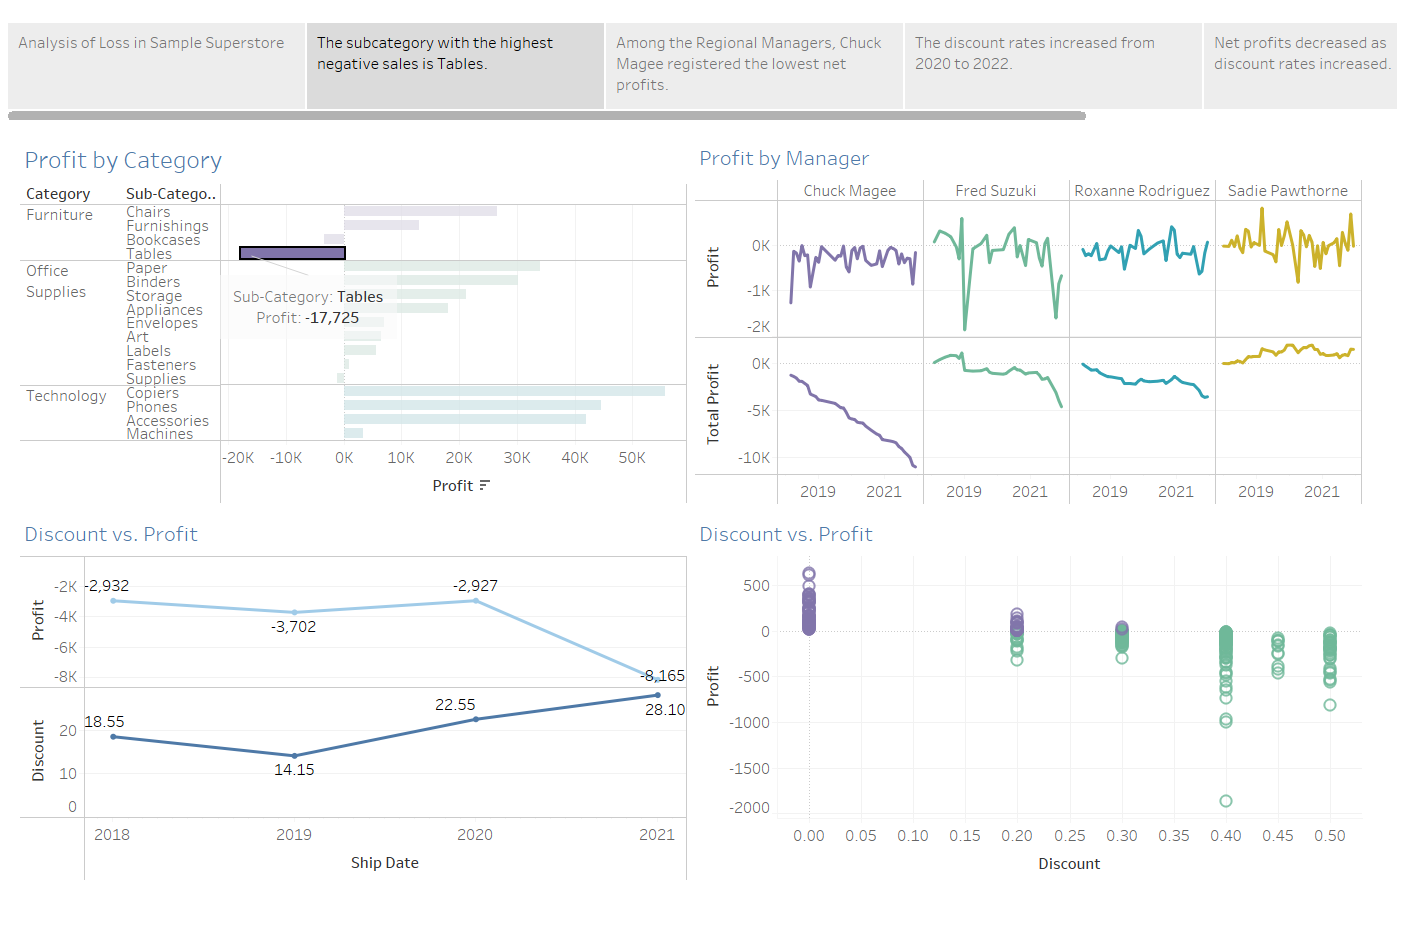 Analysis of Loss in Sample Superstore
The subcategory with the highest
negative sales is Tables.
Among the Regional Managers, Chuck
Magee registered the lowest net
profits.
The discount rates increased from
2020 to 2022.
Net profits decreased as
discount rates increased.
Profit by Category
Category Sub-Catego..
Furniture Chairs
Furnishings
Bookcases
Tables
Office Supplies Paper
Binders
Storage
Appliances
Envelopes
Art
Labels
Fasteners
Supplies
Technology Copiers
Phones
Accessories
Machines
Sub-Category: Tables
Profit: -17,725
-20K -10K 0K 10K 20K 30K 40K 50K
Profit
Profit by Manager
Chuck Magee Fred Suzuki Roxanne Rodriguez Sadie Pawthorne
Profit
0K
-1K
-2K
Total Profit
0K
-5K
-10K
2019 2021 2019 2021 2019 2021 2019 2021
Discount vs. Profit
Profit
-2K
-4K
-6K
-8K
-2,932
-3,702
-2,927
-8,165
Discount
20
10
0
18.55
14.15
22.55
28.10
2018 2019 2020 2021
Ship Date
Discount vs. Profit
Profit
500
0
-500
-1000
-1500
-2000
0.00 0.05 0.10 0.15 0.20 0.25 0.30 0.35 0.40 0.45 0.50
Discount